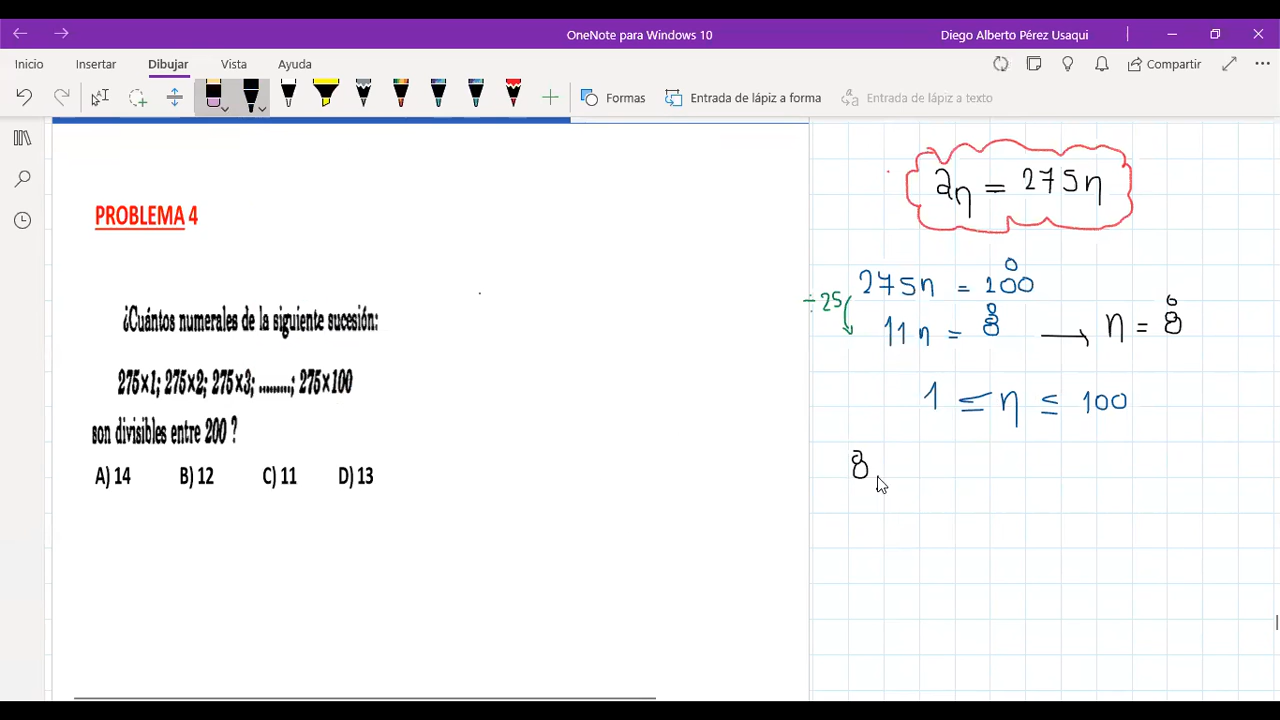 OneNote para Windows 10
Diego Alberto Pérez Usaqui
Inicio
Insertar
Dibujar
Vista
Ayuda
Compartir
Formas
Entrada de lápiz a forma
Entrada de lápiz a texto
PROBLEMA 4
¿Cuántos numerales de la siguiente sucesión:
275×1; 275×2; 275×3; .........; 275×100
son divisibles entre 200 ?
A) 14 B) 12 C) 11 D) 13
aₙ = 275n
275n = 200̊
÷25
11n = 8̊ → n = 8̊
1 ≤ n ≤ 100
8